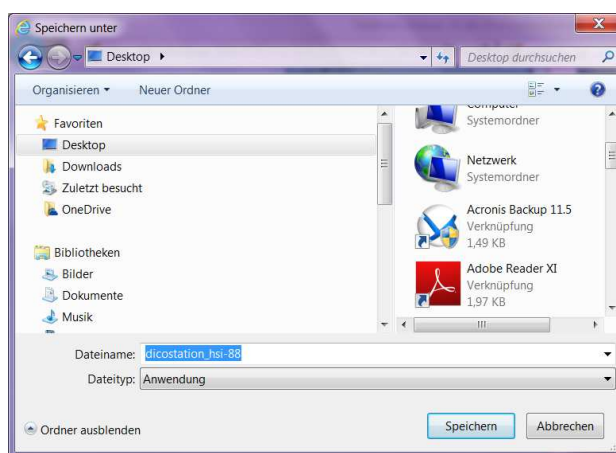 Speichern unter
Desktop
Desktop durchsuchen
Organisieren
Neuer Ordner
Favoriten
Desktop
Downloads
Zuletzt besucht
OneDrive
Bibliotheken
Bilder
Dokumente
Musik
Computer
Systemordner
Netzwerk
Systemordner
Acronis Backup 11.5
Verknüpfung
1,49 KB
Adobe Reader XI
Verknüpfung
1,97 KB
Dateiname: dicostation_hsi-88
Dateityp: Anwendung
Ordner ausblenden
Speichern
Abbrechen